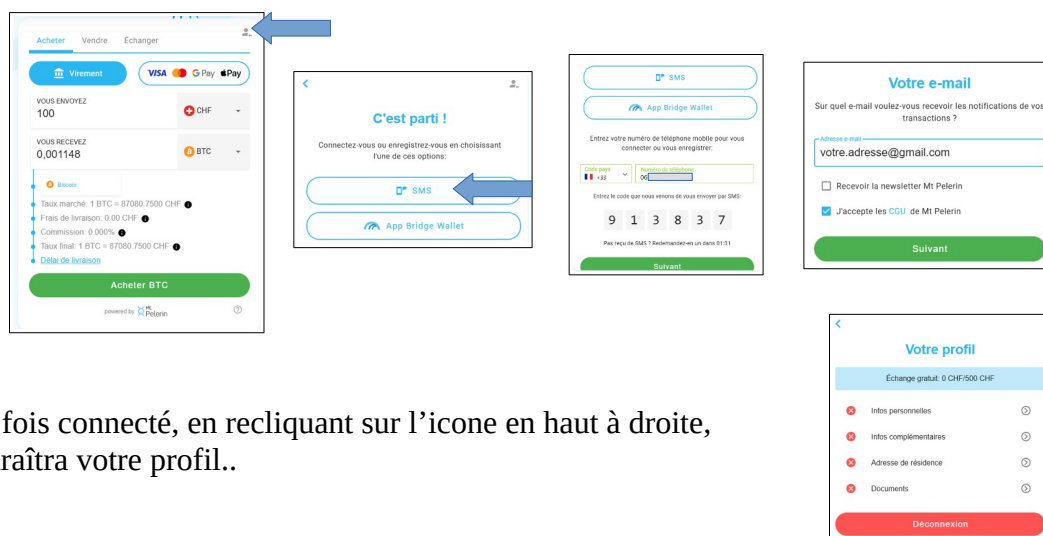 Acheter Vendre Échanger
Virement
VISA G Pay Pay
VOUS ENVOYEZ
100
CHF
VOUS RECEVEZ
0,001148
BTC
Bitcoin
Taux marché: 1 BTC = 87080.7500 CHF
Frais de livraison: 0.00 CHF
Commission: 0.000%
Taux final: 1 BTC = 87080.7500 CHF
Délai de livraison
Acheter BTC
powered by Mt Pelerin
C'est parti !
Connectez-vous ou enregistrez-vous en choisissant
l'une de ces options:
SMS
App Bridge Wallet
SMS
App Bridge Wallet
Entrez votre numéro de téléphone mobile pour vous
connecter ou vous enregistrer:
Code pays
+33
Numéro de téléphone
06
Entrez le code que nous venons de vous envoyer par SMS:
9 1 3 8 3 7
Pas reçu de SMS ? Redemandez-en un dans 01:31
Suivant
Votre e-mail
Sur quel e-mail voulez-vous recevoir les notifications de vos
transactions ?
Adresse e-mail
votre.adresse@gmail.com
Recevoir la newsletter Mt Pelerin
J'accepte les CGU de Mt Pelerin
Suivant
Votre profil
Échange gratuit: 0 CHF/500 CHF
Infos personnelles
Infos complémentaires
Adresse de résidence
Documents
Déconnexion
fois connecté, en recliquant sur l'icone en haut à droite,
raîtra votre profil..